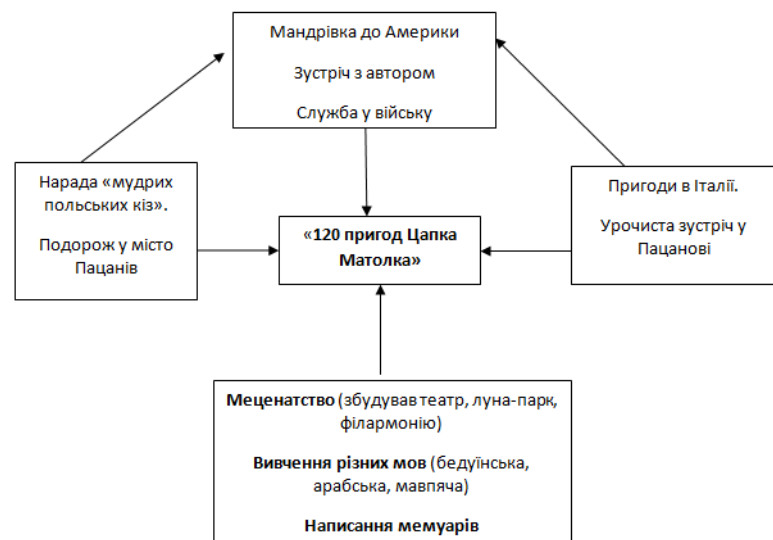 Мандрівка до Америки
Зустріч з автором
Служба у війську
Нарада «мудрих
польських кіз».
Подорож у місто
Пацанів
«120 пригод Цапка
Матолка»
Пригоди в Італії.
Урочиста зустріч у
Пацанові
Меценатство (збудував театр, луна-парк,
філармонію)
Вивчення різних мов (бедуїнська,
арабська, мавпяча)
Написання мемуарів